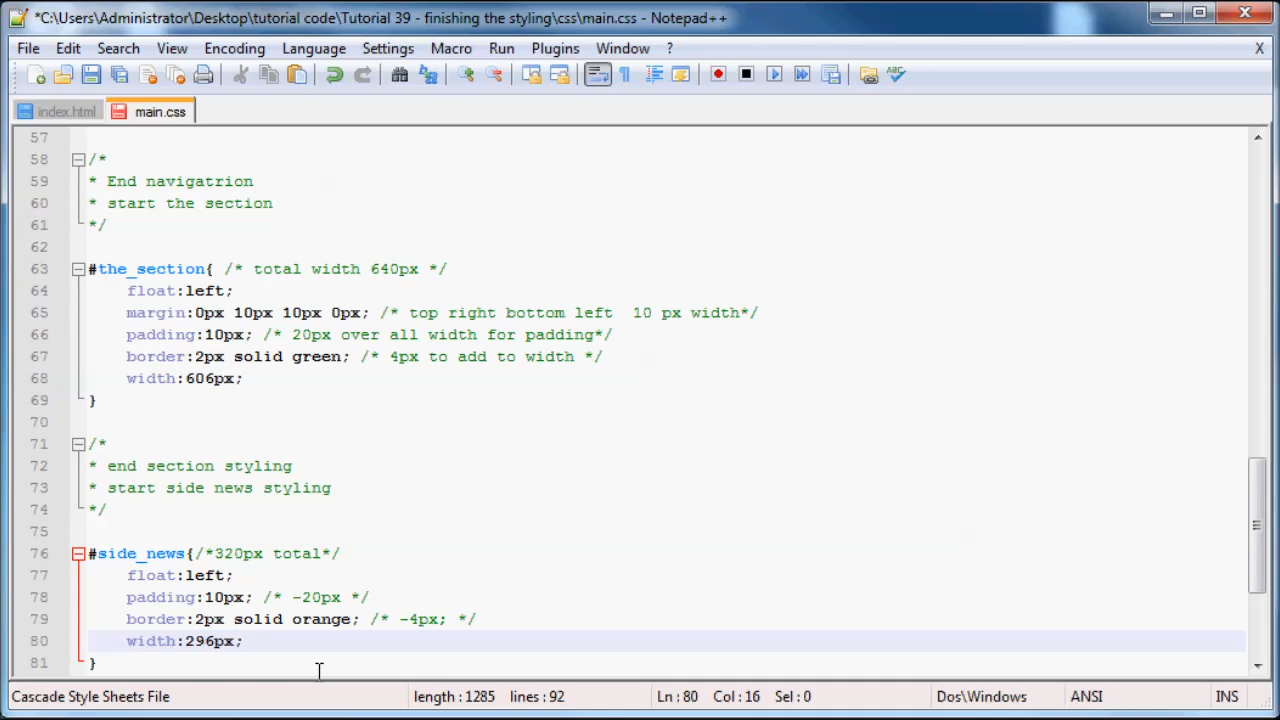 *C:\Users\Administrator\Desktop\tutorial code\Tutorial 39 - finishing the styling\css\main.css - Notepad++
File Edit Search View Encoding Language Settings Macro Run Plugins Window ? X
index.html main.css
57
58 /*
59 * End navigatrion
60 * start the section
61 */
62
63 #the_section{ /* total width 640px */
64 float:left;
65 margin:0px 10px 10px 0px; /* top right bottom left  10 px width*/
66 padding:10px; /* 20px over all width for padding*/
67 border:2px solid green; /* 4px to add to width */
68 width:606px;
69 }
70
71 /*
72 * end section styling
73 * start side news styling
74 */
75
76 #side_news{/*320px total*/
77 float:left;
78 padding:10px; /* -20px */
79 border:2px solid orange; /* -4px; */
80 width:296px;
81 }
Cascade Style Sheets File length : 1285 lines : 92 Ln : 80 Col : 16 Sel : 0 Dos\Windows ANSI INS